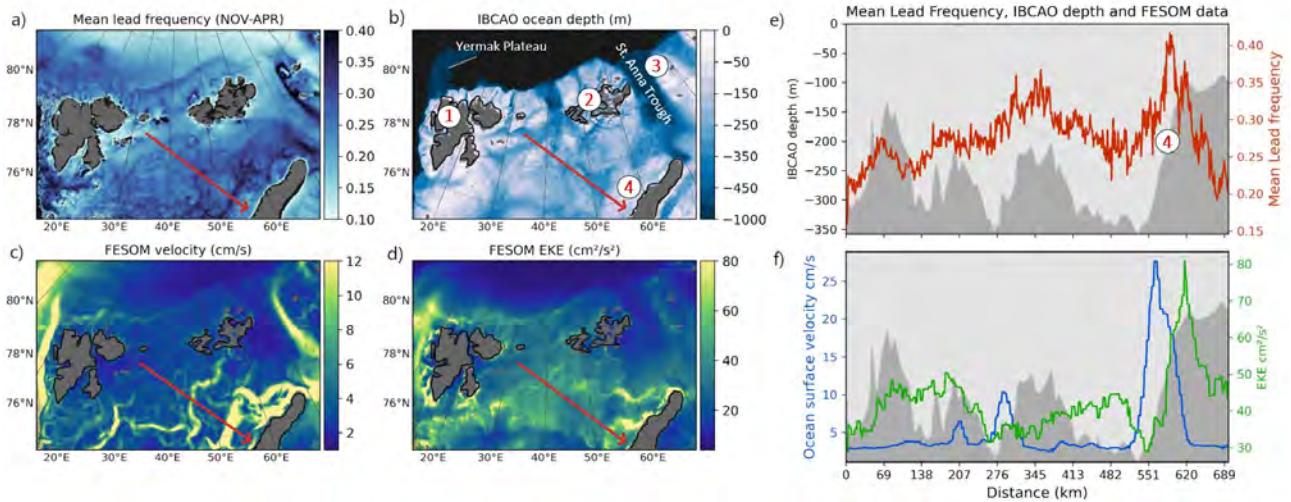 a) Mean lead frequency (NOV-APR)
80°N
78°N
76°N
20°E 30°E 40°E 50°E 60°E
0.40
0.35
0.30
0.25
0.20
0.15
0.10
b) IBCAO ocean depth (m)
Yermak Plateau
St. Anna Trough
1
2
3
4
80°N
78°N
76°N
20°E 30°E 40°E 50°E 60°E
0
−50
−100
−150
−250
−350
−450
−1000
c) FESOM velocity (cm/s)
80°N
78°N
76°N
20°E 30°E 40°E 50°E 60°E
12
10
8
6
4
2
d) FESOM EKE (cm²/s²)
80°N
78°N
76°N
20°E 30°E 40°E 50°E 60°E
80
60
40
20
e) Mean Lead Frequency, IBCAO depth and FESOM data
IBCAO depth (m)
0
−50
−100
−150
−200
−250
−300
−350
4
0.40
0.35
0.30
0.25
0.20
0.15
Mean Lead frequency
f)
Ocean surface velocity cm/s
25
20
15
10
5
80
70
60
50
40
30
EKE cm²/s²
0 69 138 207 276 345 413 482 551 620 689
Distance (km)